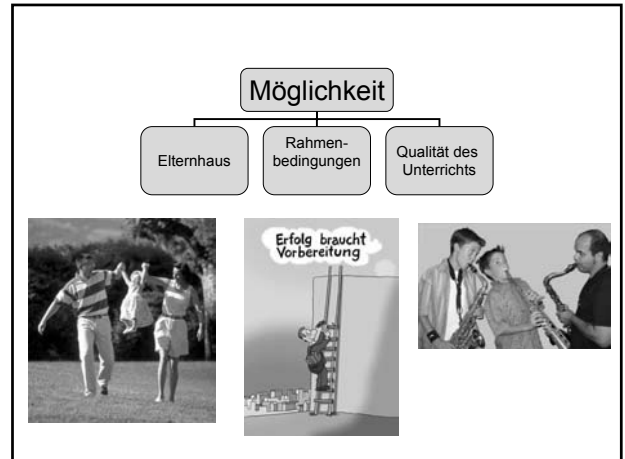 Möglichkeit
Elternhaus
Rahmen-
bedingungen
Qualität des
Unterrichts
Erfolg braucht
Vorbereitung